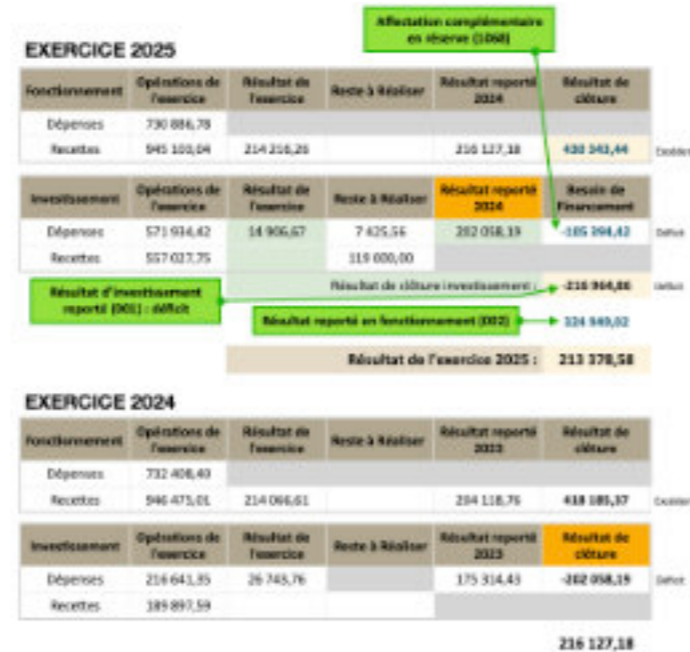 Affectation complémentaire
en réserve (1068)
EXERCICE 2025
Fonctionnement Opérations de l'exercice Résultat de l'exercice Reste à Réaliser Résultat reporté 2024 Résultat de clôture
Dépenses 730 886,78
Recettes 945 103,04 214 216,26 216 127,18 430 343,44 Excédent
Investissement Opérations de l'exercice Résultat de l'exercice Reste à Réaliser Résultat reporté 2024 Besoin de Financement
Dépenses 571 934,42 14 906,67 7 429,56 202 058,19 -105 394,42 Déficit
Recettes 557 027,75 119 000,00
Résultat de clôture investissement : -216 964,86 Déficit
Résultat d'investissement
reporté (001) : déficit
Résultat reporté en fonctionnement (002) 324 949,02
Résultat de l'exercice 2025 : 213 378,58
EXERCICE 2024
Fonctionnement Opérations de l'exercice Résultat de l'exercice Reste à Réaliser Résultat reporté 2023 Résultat de clôture
Dépenses 732 408,40
Recettes 946 475,01 214 066,61 204 118,76 418 185,37 Excédent
Investissement Opérations de l'exercice Résultat de l'exercice Reste à Réaliser Résultat reporté 2023 Résultat de clôture
Dépenses 216 641,35 26 743,76 175 314,43 -202 058,19 Déficit
Recettes 189 897,59
216 127,18